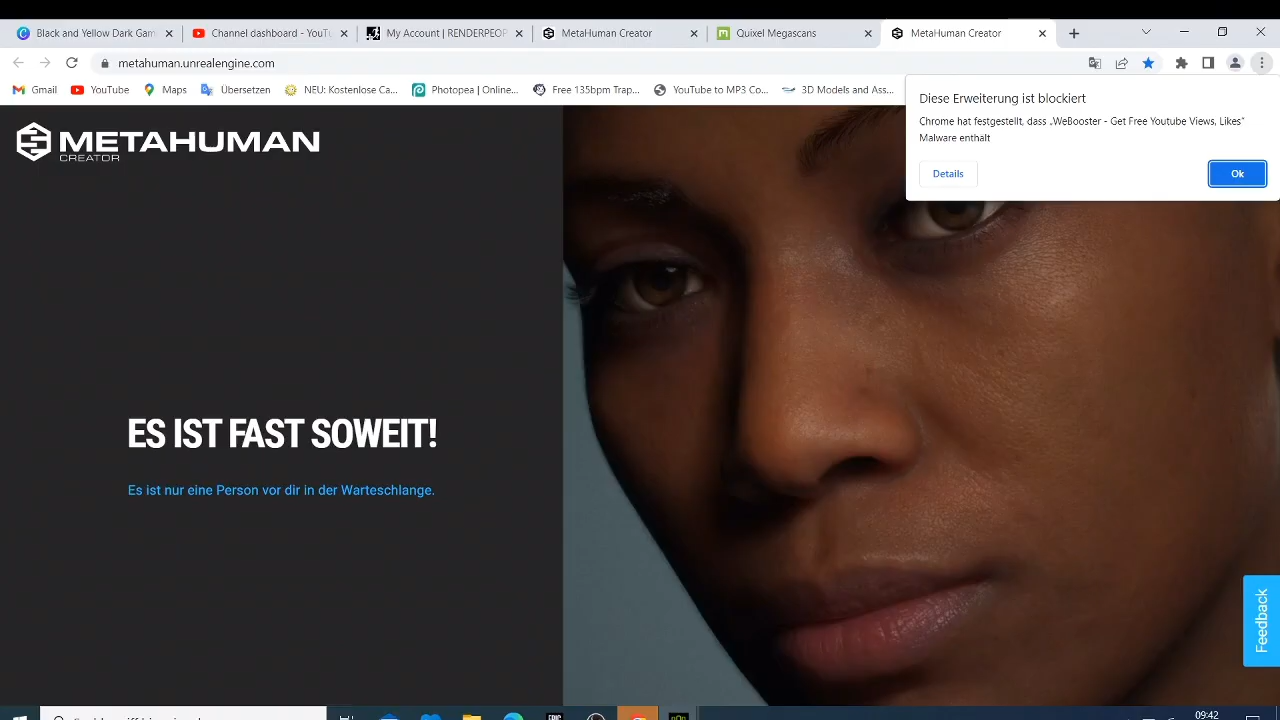 Black and Yellow Dark Gam
Channel dashboard - YouTu
My Account | RENDERPEOP
MetaHuman Creator
Quixel Megascans
MetaHuman Creator
metahuman.unrealengine.com
Gmail
YouTube
Maps
Übersetzen
NEU: Kostenlose Ca...
Photopea | Online...
Free 135bpm Trap...
YouTube to MP3 Co...
3D Models and Ass...
Diese Erweiterung ist blockiert
Chrome hat festgestellt, dass „WeBooster - Get Free Youtube Views, Likes“
Malware enthält
Details
Ok
METAHUMAN
CREATOR
ES IST FAST SOWEIT!
Es ist nur eine Person vor dir in der Warteschlange.
Feedback
EPIC
09:42